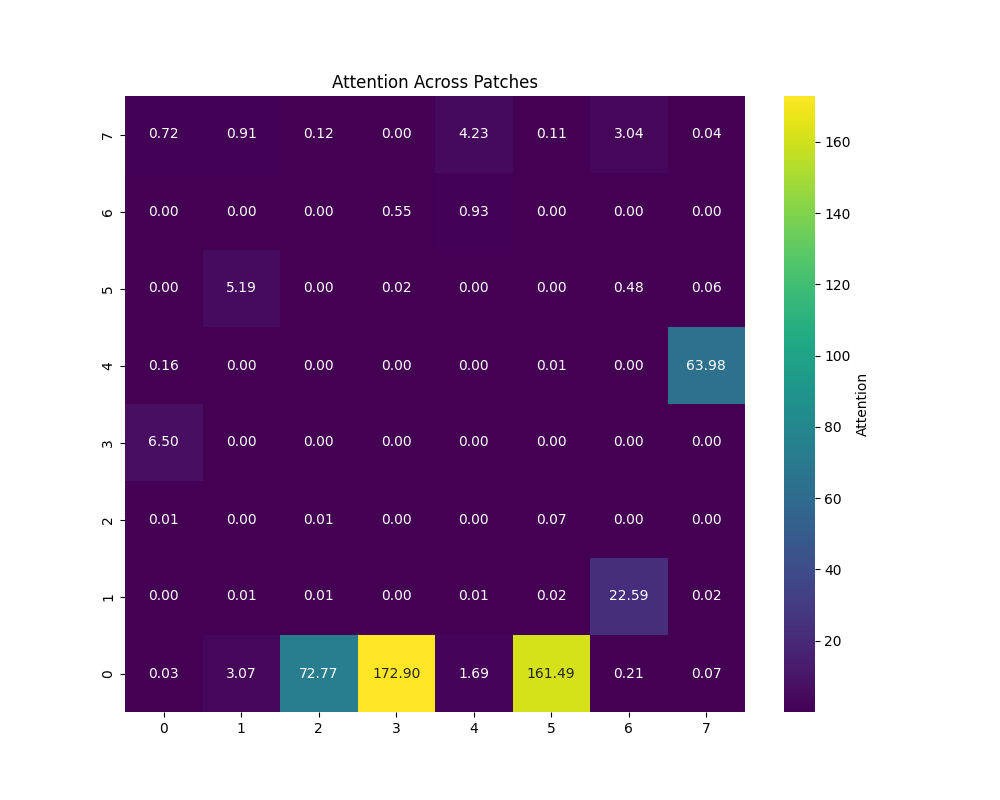 Attention Across Patches
7 0.72 0.91 0.12 0.00 4.23 0.11 3.04 0.04
6 0.00 0.00 0.00 0.55 0.93 0.00 0.00 0.00
5 0.00 5.19 0.00 0.02 0.00 0.00 0.48 0.06
4 0.16 0.00 0.00 0.00 0.00 0.01 0.00 63.98
3 6.50 0.00 0.00 0.00 0.00 0.00 0.00 0.00
2 0.01 0.00 0.01 0.00 0.00 0.07 0.00 0.00
1 0.00 0.01 0.01 0.00 0.01 0.02 22.59 0.02
0 0.03 3.07 72.77 172.90 1.69 161.49 0.21 0.07
0 1 2 3 4 5 6 7
160
140
120
100
80
60
40
20
Attention